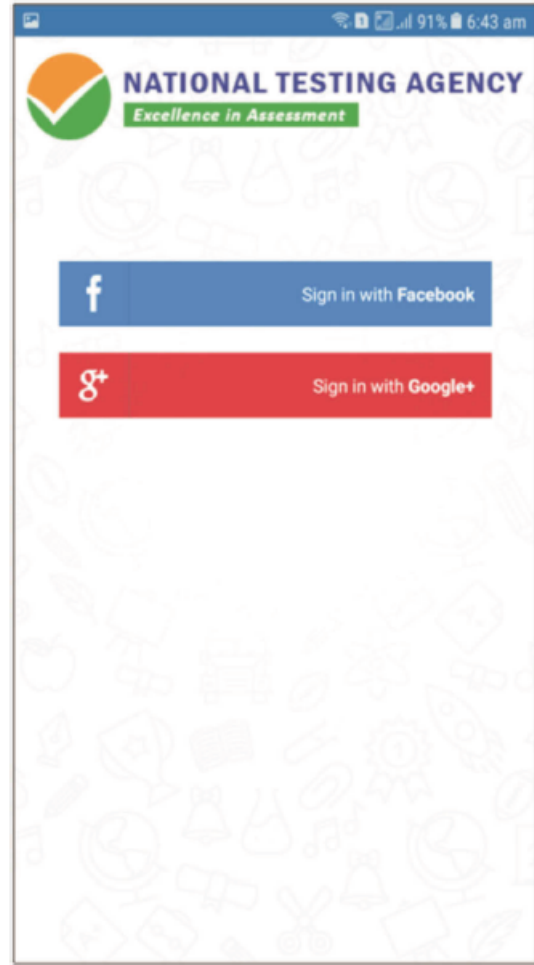 91% 6:43 am
NATIONAL TESTING AGENCY
Excellence in Assessment
f Sign in with Facebook
g+ Sign in with Google+